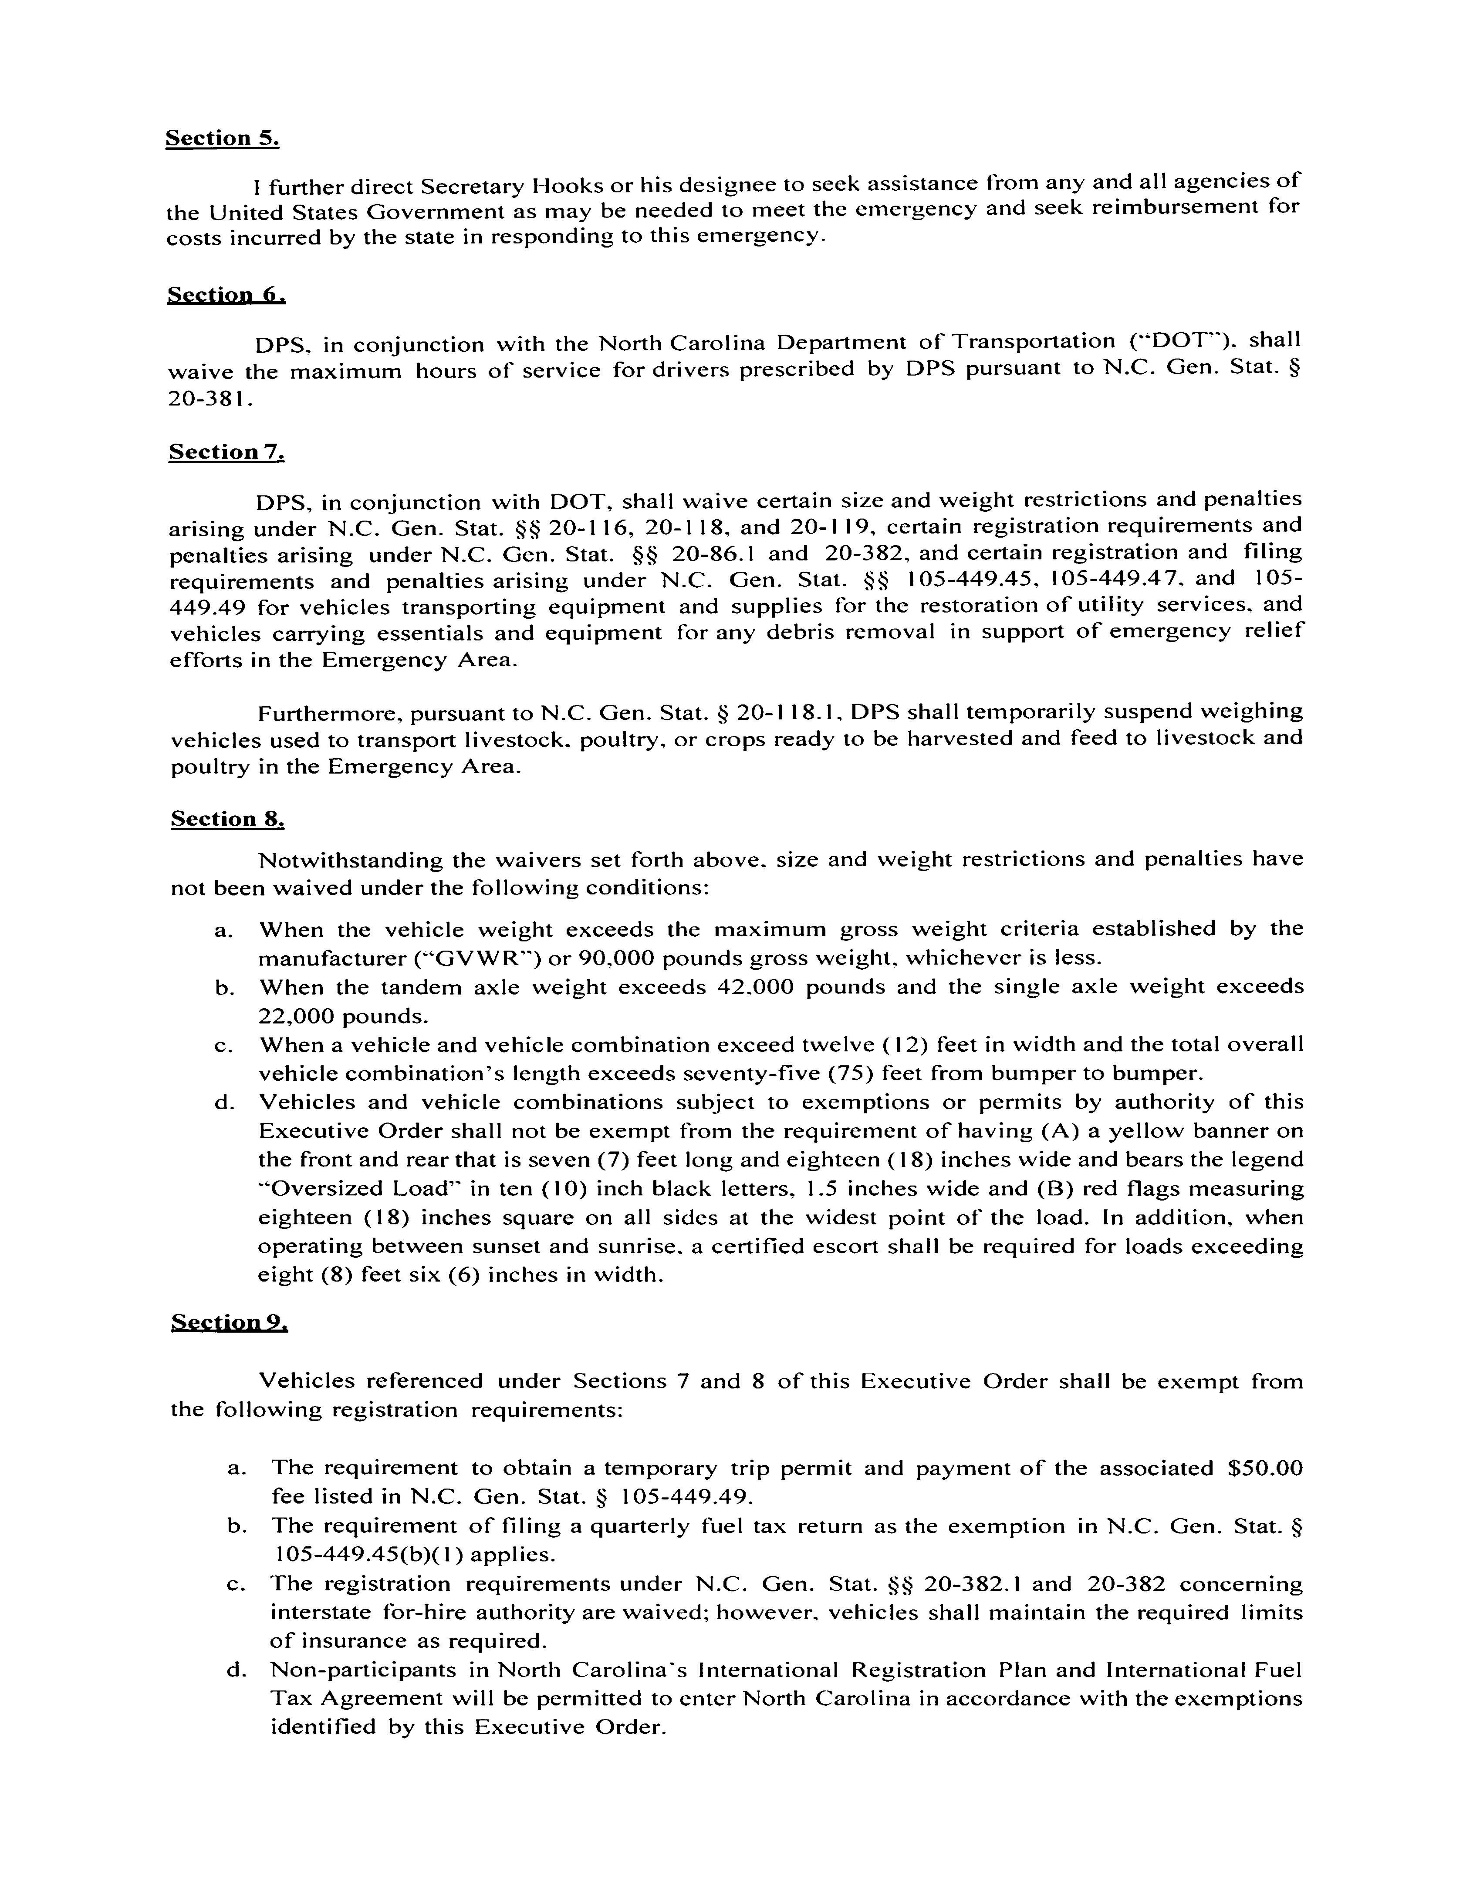 Section 5.
I further direct Secretary Hooks or his designee to seek assistance from any and all agencies of
the United States Government as may be needed to meet the emergency and seek reimbursement for
costs incurred by the state in responding to this emergency.
Section 6.
DPS, in conjunction with the North Carolina Department of Transportation (“DOT”), shall
waive the maximum hours of service for drivers prescribed by DPS pursuant to N.C. Gen. Stat. §
20-381.
Section 7.
DPS, in conjunction with DOT, shall waive certain size and weight restrictions and penalties
arising under N.C. Gen. Stat. §§ 20-116, 20-118, and 20-119, certain registration requirements and
penalties arising under N.C. Gen. Stat. §§ 20-86.1 and 20-382, and certain registration and filing
requirements and penalties arising under N.C. Gen. Stat. §§ 105-449.45, 105-449.47, and 105-
449.49 for vehicles transporting equipment and supplies for the restoration of utility services, and
vehicles carrying essentials and equipment for any debris removal in support of emergency relief
efforts in the Emergency Area.
Furthermore, pursuant to N.C. Gen. Stat. § 20-118.1, DPS shall temporarily suspend weighing
vehicles used to transport livestock, poultry, or crops ready to be harvested and feed to livestock and
poultry in the Emergency Area.
Section 8.
Notwithstanding the waivers set forth above, size and weight restrictions and penalties have
not been waived under the following conditions:
a. When the vehicle weight exceeds the maximum gross weight criteria established by the
manufacturer (“GVWR”) or 90,000 pounds gross weight, whichever is less.
b. When the tandem axle weight exceeds 42,000 pounds and the single axle weight exceeds
22,000 pounds.
c. When a vehicle and vehicle combination exceed twelve (12) feet in width and the total overall
vehicle combination’s length exceeds seventy-five (75) feet from bumper to bumper.
d. Vehicles and vehicle combinations subject to exemptions or permits by authority of this
Executive Order shall not be exempt from the requirement of having (A) a yellow banner on
the front and rear that is seven (7) feet long and eighteen (18) inches wide and bears the legend
“Oversized Load” in ten (10) inch black letters, 1.5 inches wide and (B) red flags measuring
eighteen (18) inches square on all sides at the widest point of the load. In addition, when
operating between sunset and sunrise, a certified escort shall be required for loads exceeding
eight (8) feet six (6) inches in width.
Section 9.
Vehicles referenced under Sections 7 and 8 of this Executive Order shall be exempt from
the following registration requirements:
a. The requirement to obtain a temporary trip permit and payment of the associated $50.00
fee listed in N.C. Gen. Stat. § 105-449.49.
b. The requirement of filing a quarterly fuel tax return as the exemption in N.C. Gen. Stat. §
105-449.45(b)(1) applies.
c. The registration requirements under N.C. Gen. Stat. §§ 20-382.1 and 20-382 concerning
interstate for-hire authority are waived; however, vehicles shall maintain the required limits
of insurance as required.
d. Non-participants in North Carolina’s International Registration Plan and International Fuel
Tax Agreement will be permitted to enter North Carolina in accordance with the exemptions
identified by this Executive Order.